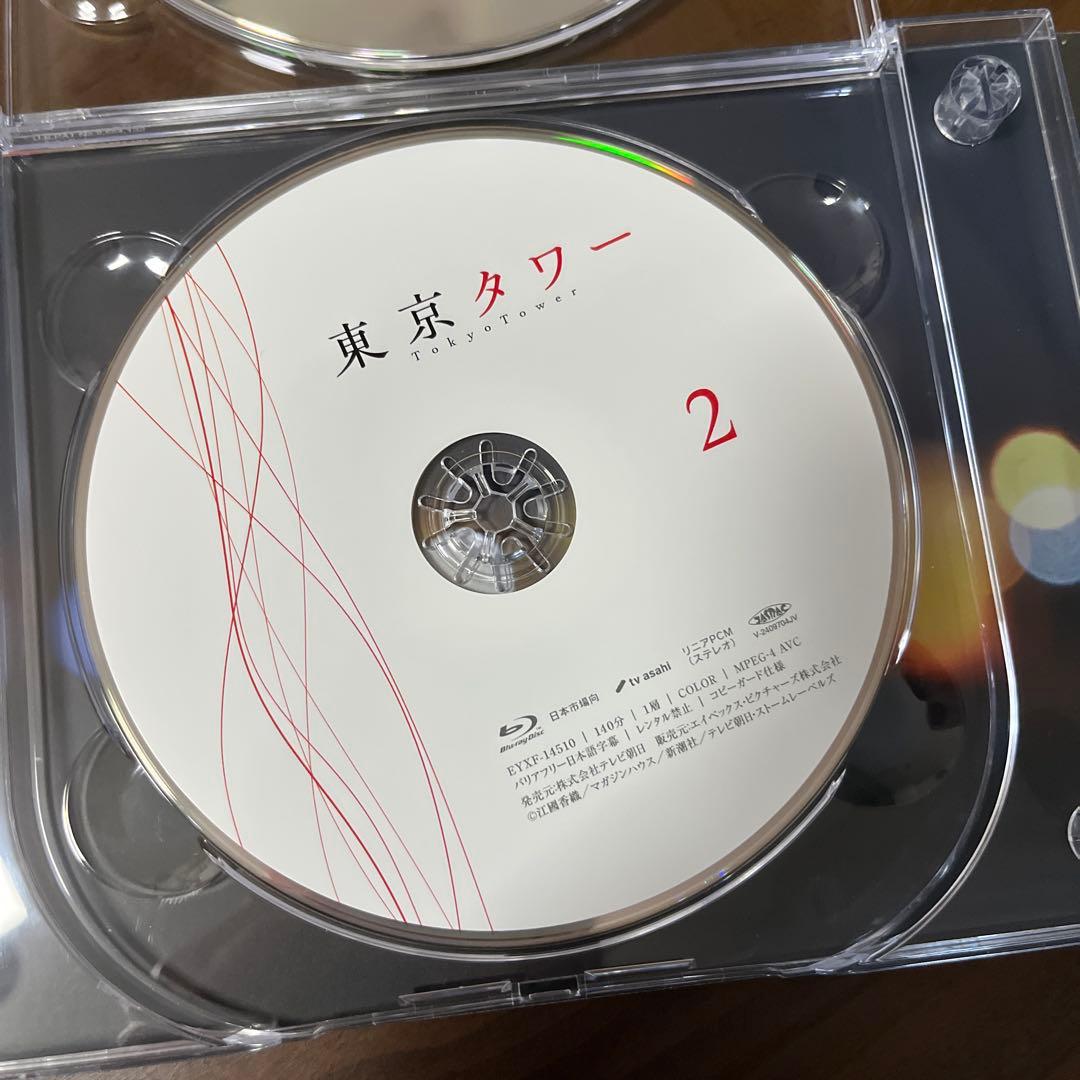 東京タワー
TokyoTower
2
JASRAC
V-2409704JV
リニアPCM
(ステレオ)
tv asahi
日本市場向
Blu-ray Disc
EYXF-14510 | 140分 | 1層 | COLOR | MPEG-4 AVC
バリアフリー日本語字幕 | レンタル禁止 | コピーガード仕様
発売元:株式会社テレビ朝日 販売元:エイベックス・ピクチャーズ株式会社
©江國香織/マガジンハウス/新潮社/テレビ朝日・ストームレーベルズ